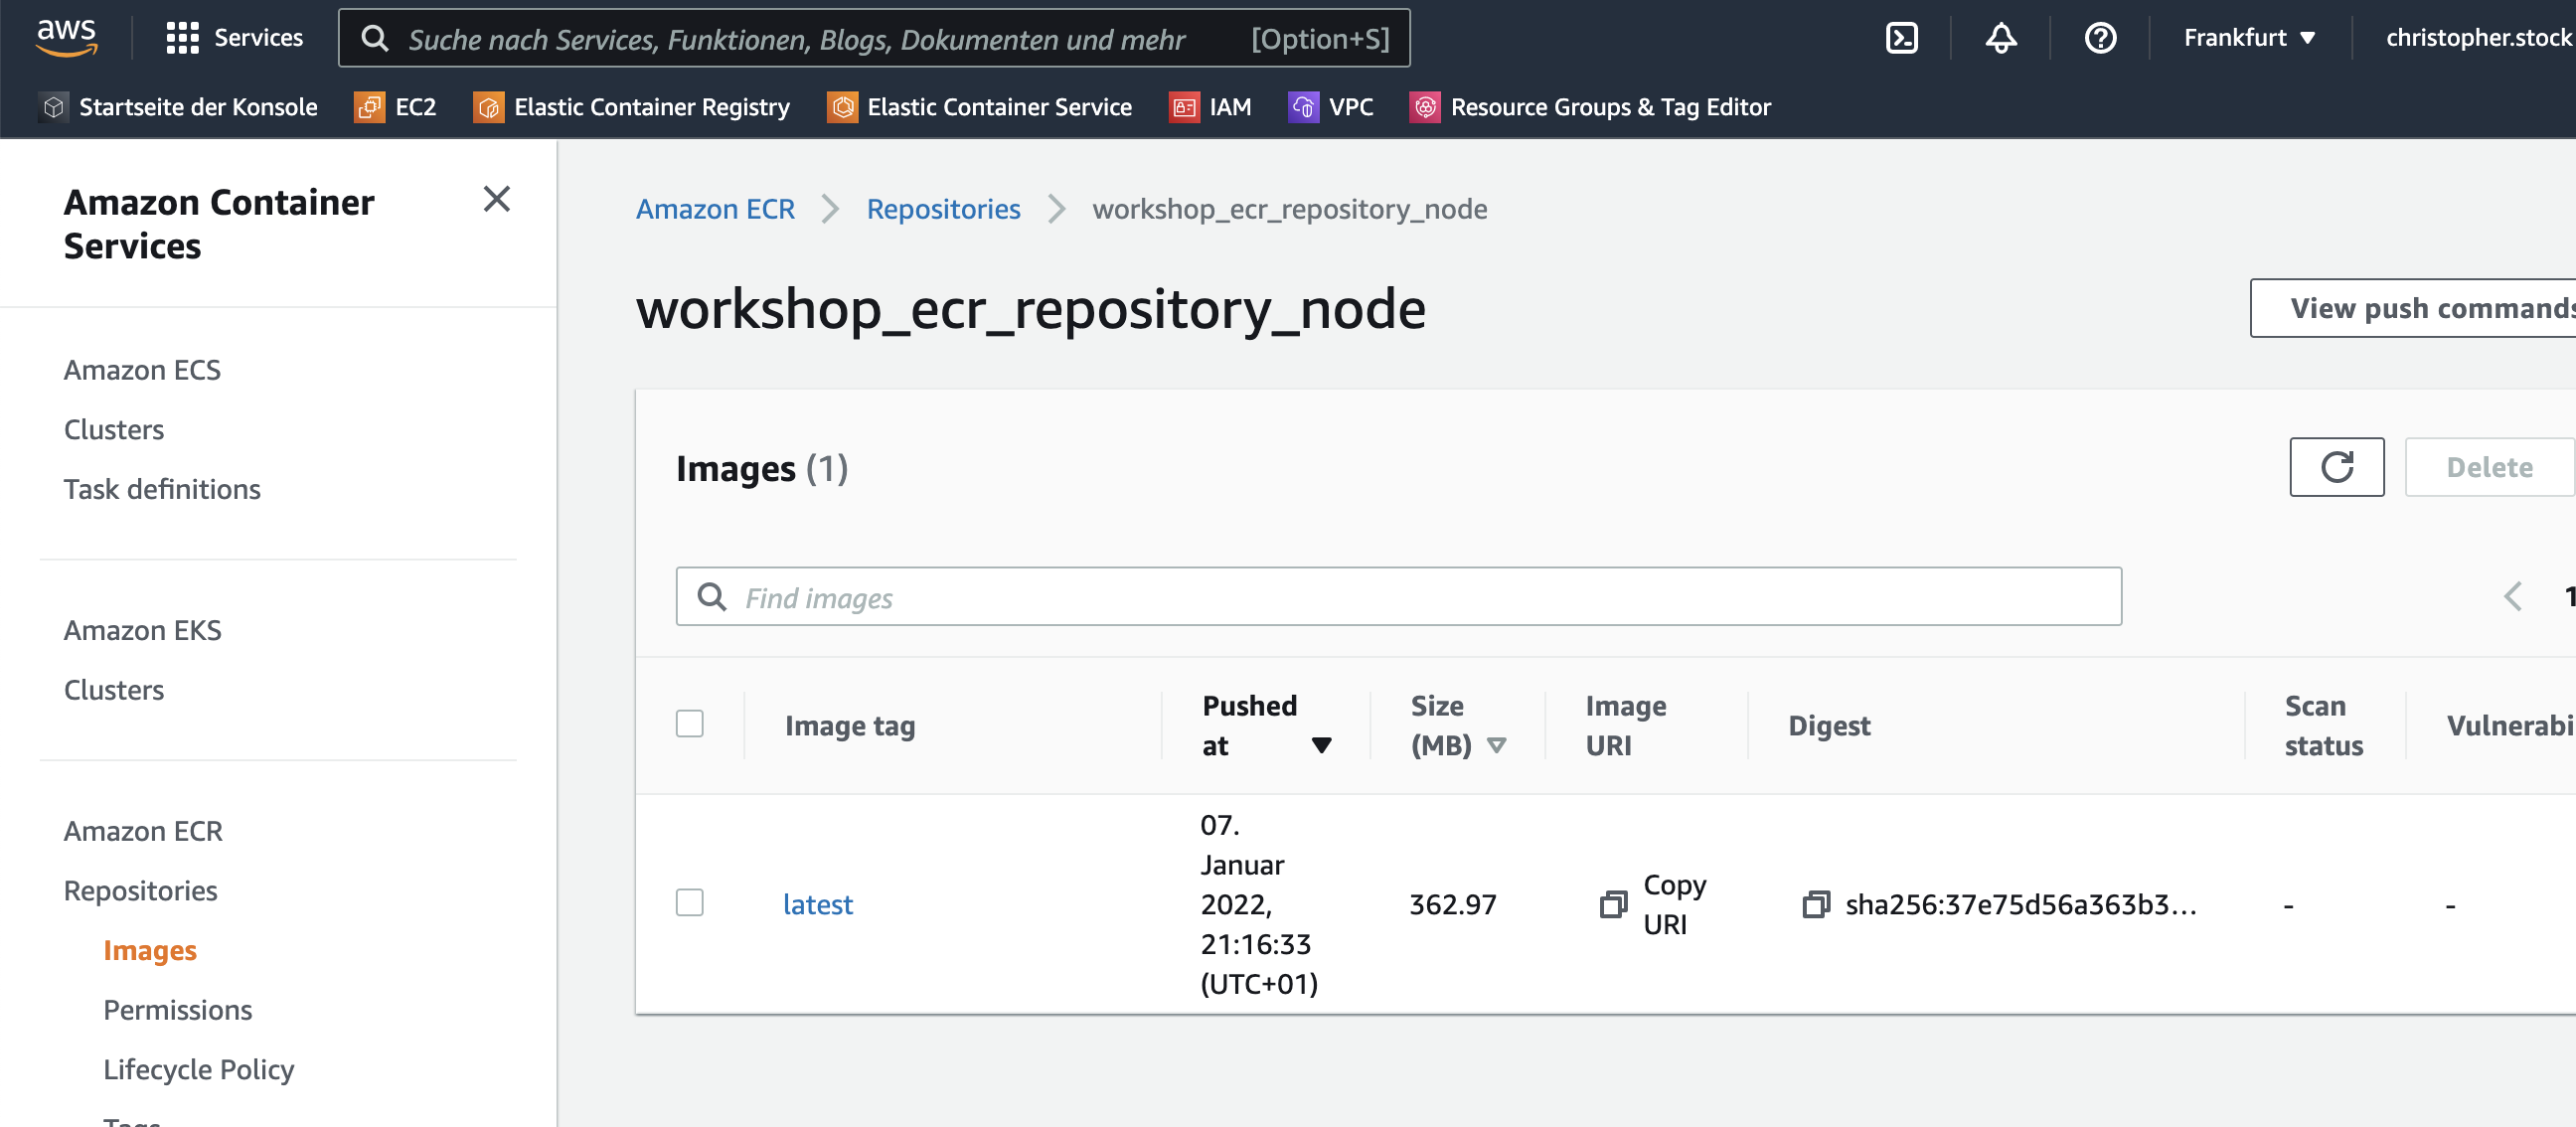 aws
Services
Suche nach Services, Funktionen, Blogs, Dokumenten und mehr
[Option+S]
Frankfurt
christopher.stock
Startseite der Konsole
EC2
Elastic Container Registry
Elastic Container Service
IAM
VPC
Resource Groups & Tag Editor
Amazon Container
Services
Amazon ECS
Clusters
Task definitions
Amazon EKS
Clusters
Amazon ECR
Repositories
Images
Permissions
Lifecycle Policy
Tags
Amazon ECR
Repositories
workshop_ecr_repository_node
workshop_ecr_repository_node
View push commands
Images (1)
Delete
Find images
1
Image tag
Pushed
at
Size
(MB)
Image
URI
Digest
Scan
status
Vulnerabi
latest
07.
Januar
2022,
21:16:33
(UTC+01)
362.97
Copy
URI
sha256:37e75d56a363b3...
-
-